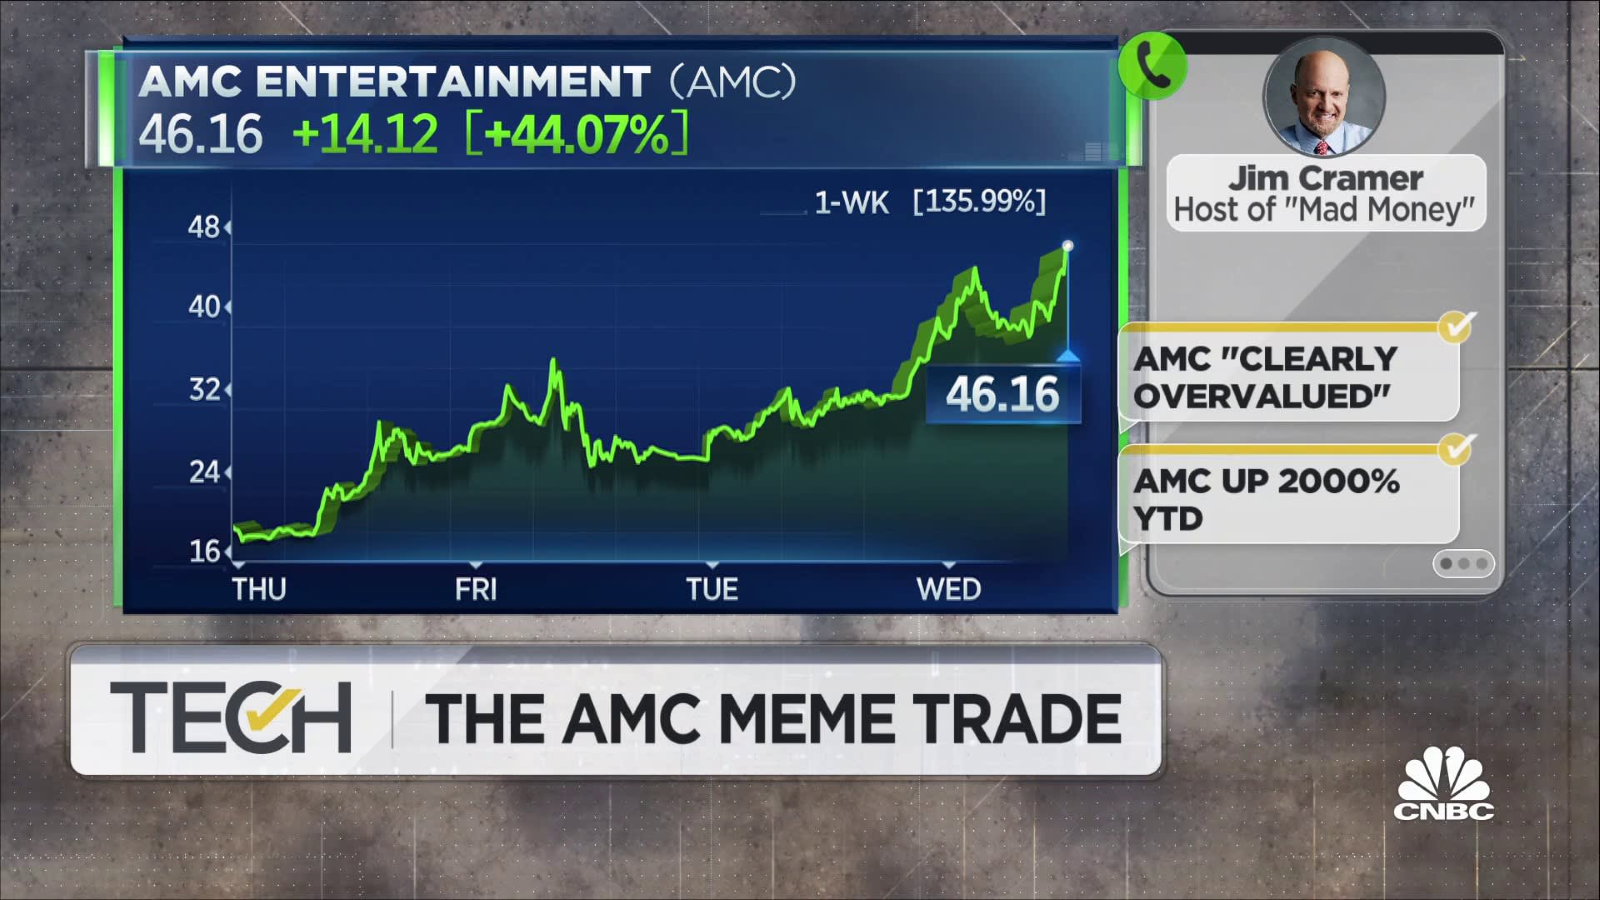 AMC ENTERTAINMENT (AMC)
46.16 +14.12 [+44.07%]
1-WK [135.99%]
48
40
32
24
16
46.16
THU FRI TUE WED
Jim Cramer
Host of "Mad Money"
AMC "CLEARLY
OVERVALUED"
AMC UP 2000%
YTD
TECH THE AMC MEME TRADE
CNBC